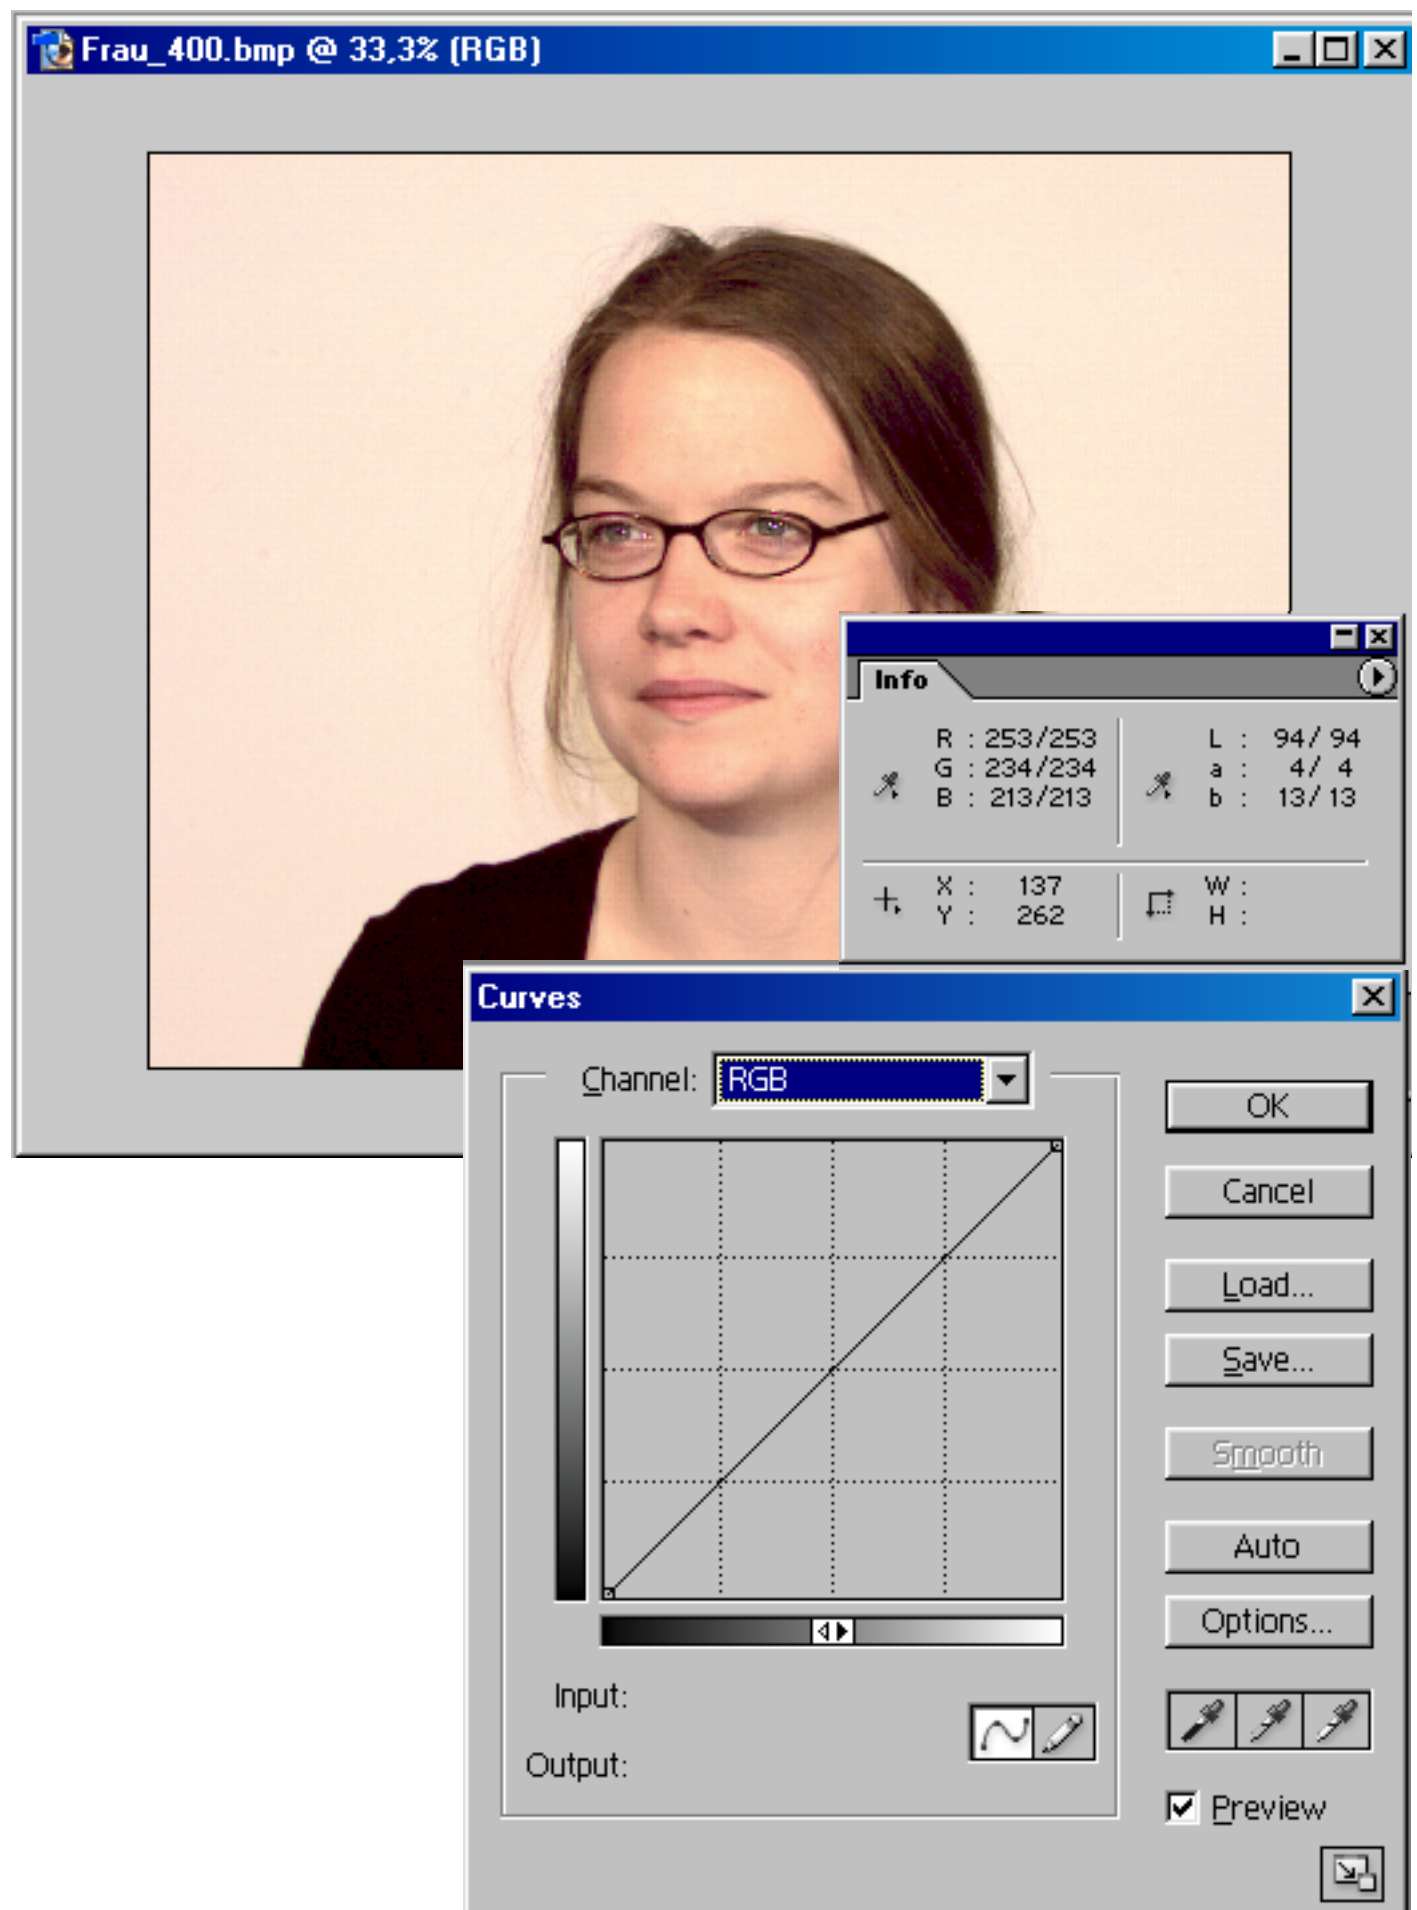 Frau_400.bmp @ 33,3% (RGB)
Info
R : 253/253
G : 234/234
B : 213/213
L : 94/ 94
a : 4/ 4
b : 13/ 13
X : 137
Y : 262
W :
H :
Curves
Channel: RGB
OK
Cancel
Load...
Save...
Smooth
Auto
Options...
Input:
Output:
Preview